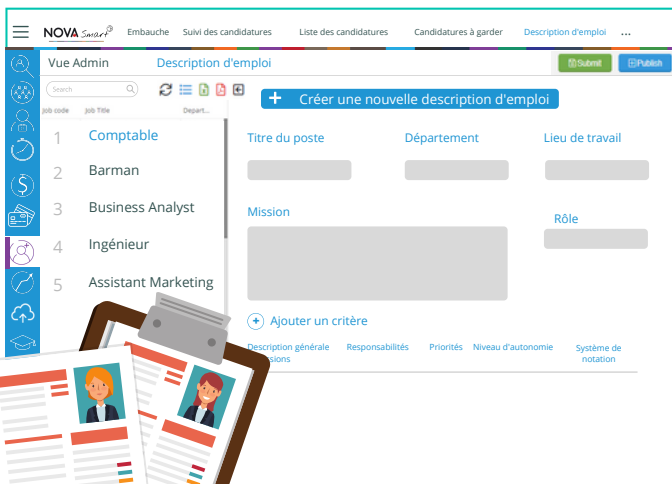 NOVA Smart
Embauche Suivi des candidatures Liste des candidatures Candidatures à garder Description d'emploi ...
Vue Admin Description d'emploi
Submit Publish
Search
Job code Job Title Depart...
+ Créer une nouvelle description d'emploi
1 Comptable
2 Barman
3 Business Analyst
4 Ingénieur
5 Assistant Marketing
Titre du poste Département Lieu de travail
Mission
Rôle
+ Ajouter un critère
Description générale Responsabilités Priorités Niveau d'autonomie Système de
notation